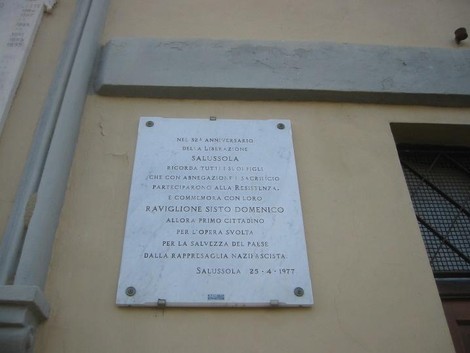 NEL 32º ANNIVERSARIO
DELLA LIBERAZIONE
SALUSSOLA
RICORDA TUTTI I SUOI FIGLI
CHE CON ABNEGAZIONE E SACRIFICIO
PARTECIPARONO ALLA RESISTENZA,
E COMMEMORA CON LORO
RAVIGLIONE SISTO DOMENICO
ALLORA PRIMO CITTADINO
PER L'OPERA SVOLTA
PER LA SALVEZZA DEL PAESE
DALLA RAPPRESAGLIA NAZIFASCISTA.
SALUSSOLA 25-4-1977